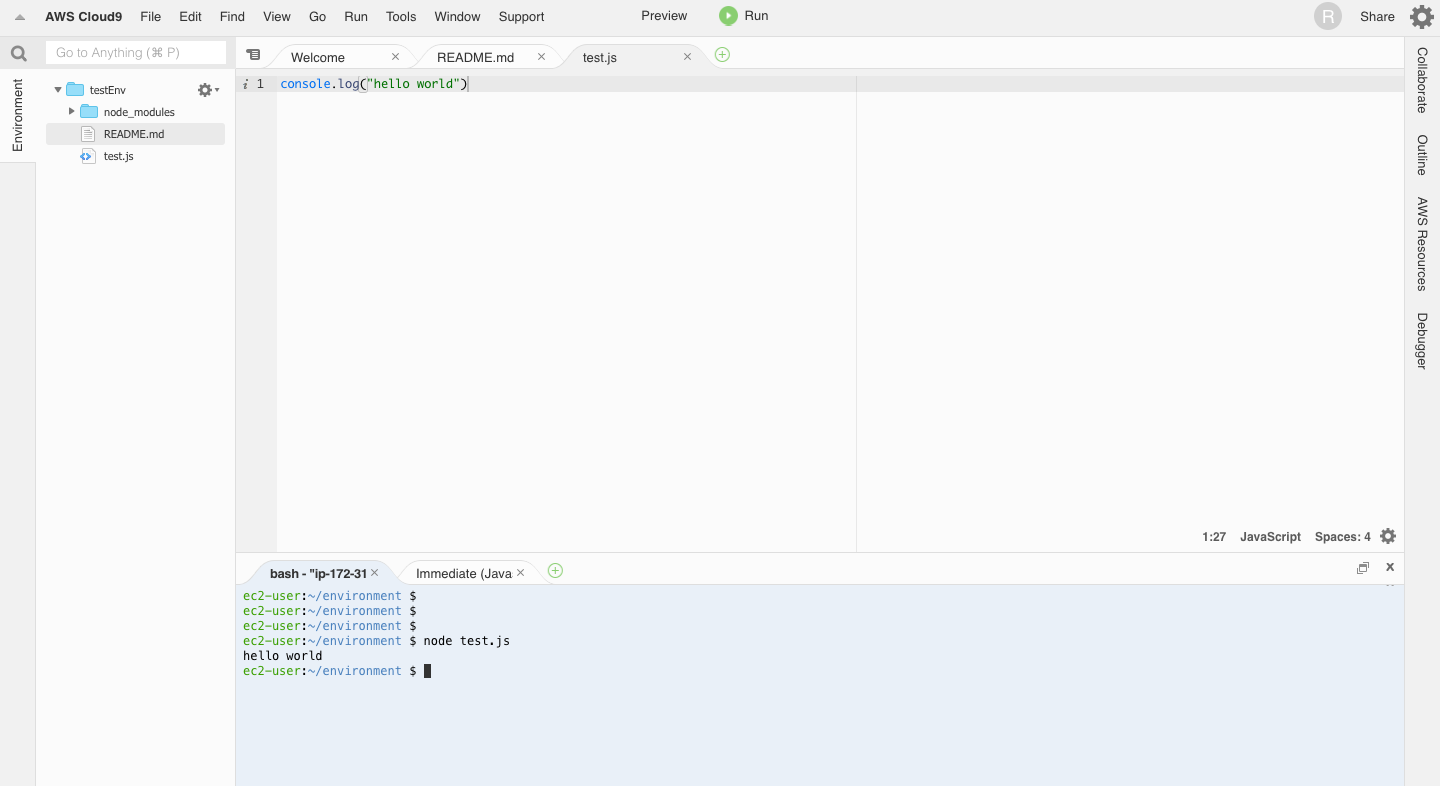 AWS Cloud9 File Edit Find View Go Run Tools Window Support Preview Run R Share
Go to Anything (⌘ P)
Welcome README.md test.js
Environment
testEnv
node_modules
README.md
test.js
i 1 console.log("hello world")
Collaborate
Outline
AWS Resources
Debugger
1:27 JavaScript Spaces: 4
bash - "ip-172-31 Immediate (Java
ec2-user:~/environment $
ec2-user:~/environment $
ec2-user:~/environment $
ec2-user:~/environment $ node test.js
hello world
ec2-user:~/environment $